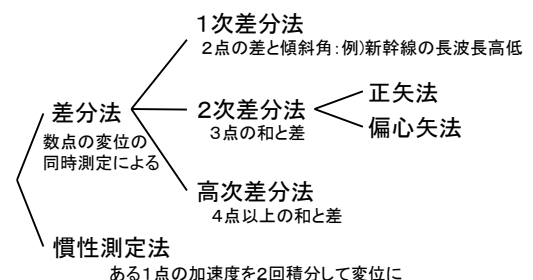 1次差分法
2点の差と傾斜角:例)新幹線の長波長高低
差分法
数点の変位の
同時測定による
2次差分法
3点の和と差
正矢法
偏心矢法
高次差分法
4点以上の和と差
慣性測定法
ある1点の加速度を2回積分して変位に